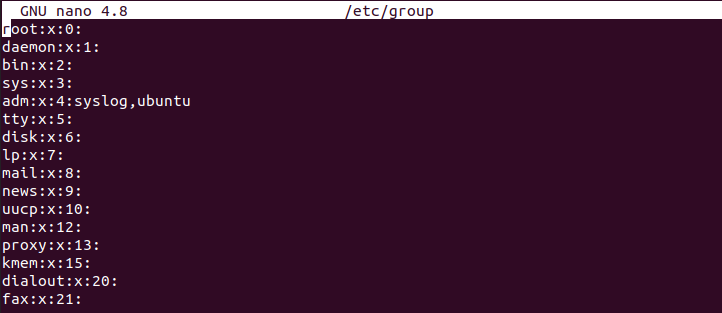 GNU nano 4.8 /etc/group
root:x:0:
daemon:x:1:
bin:x:2:
sys:x:3:
adm:x:4:syslog,ubuntu
tty:x:5:
disk:x:6:
lp:x:7:
mail:x:8:
news:x:9:
uucp:x:10:
man:x:12:
proxy:x:13:
kmem:x:15:
dialout:x:20:
fax:x:21: